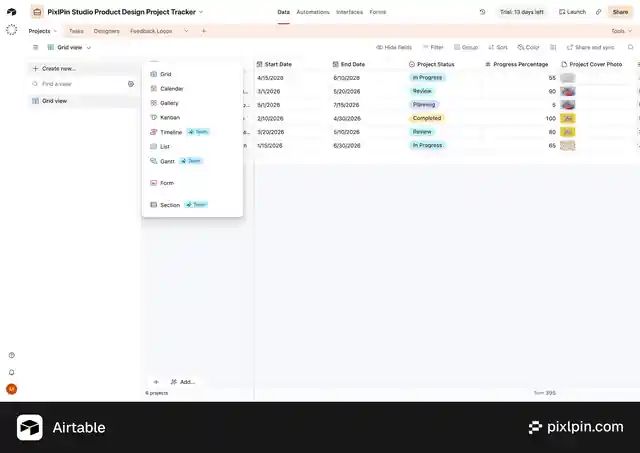 PixlPin Studio Product Design Project Tracker
Data
Automations
Interfaces
Forms
Trial: 13 days left
Launch
Share
Projects
Tasks
Designers
Feedback Loops
Tools
Grid view
Hide fields
Filter
Group
Sort
Color
Share and sync
Create new...
Find a view
Grid view
Grid
Calendar
Gallery
Kanban
Timeline Team
List
Gantt Team
Form
Section Team
Start Date End Date Project Status Progress Percentage Project Cover Photo
4/15/2026 6/10/2026 In Progress 55
3/1/2026 5/20/2026 Review 90
5/1/2026 7/15/2026 Planning 5
2/10/2026 4/30/2026 Completed 100
3/20/2026 5/10/2026 Review 80
1/15/2026 6/30/2026 In Progress 65
Add...
6 projects
Sum 395
Airtable
pixlpin.com